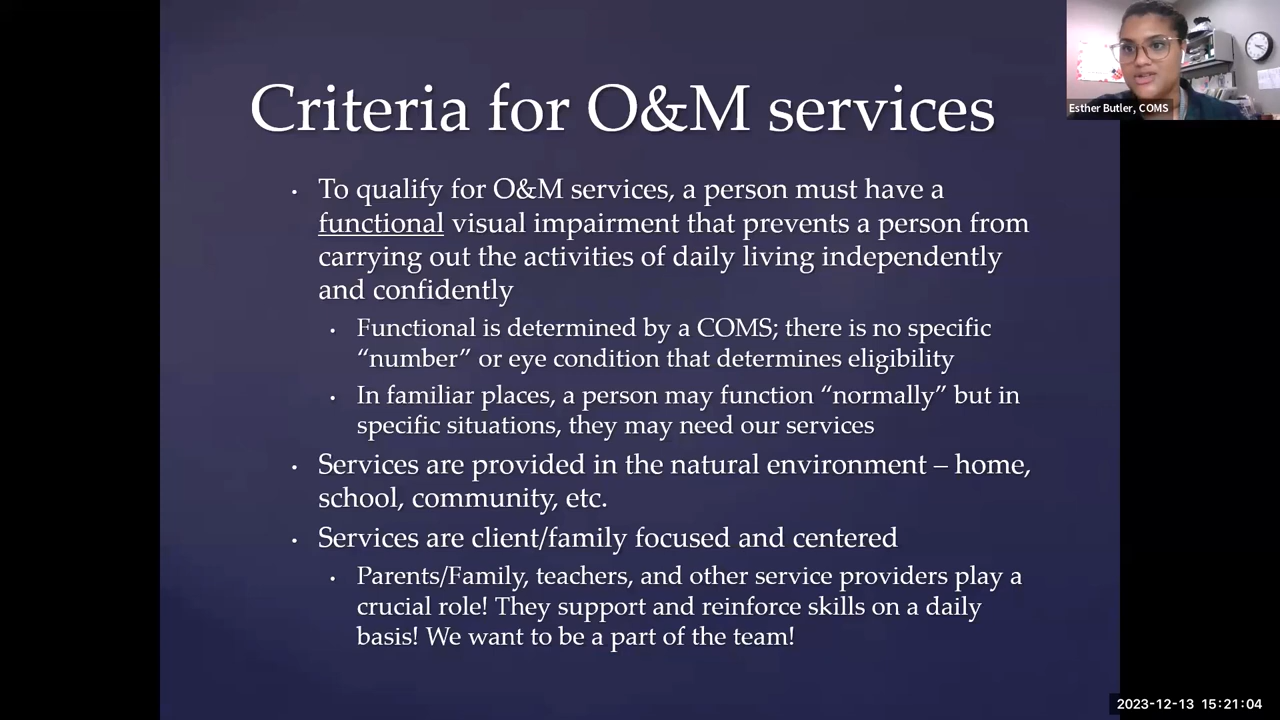 Criteria for O&M services
• To qualify for O&M services, a person must have a
functional visual impairment that prevents a person from
carrying out the activities of daily living independently
and confidently
• Functional is determined by a COMS; there is no specific
“number” or eye condition that determines eligibility
• In familiar places, a person may function “normally” but in
specific situations, they may need our services
• Services are provided in the natural environment – home,
school, community, etc.
• Services are client/family focused and centered
• Parents/Family, teachers, and other service providers play a
crucial role! They support and reinforce skills on a daily
basis! We want to be a part of the team!
Esther Butler, COMS
2023-12-13 15:21:04